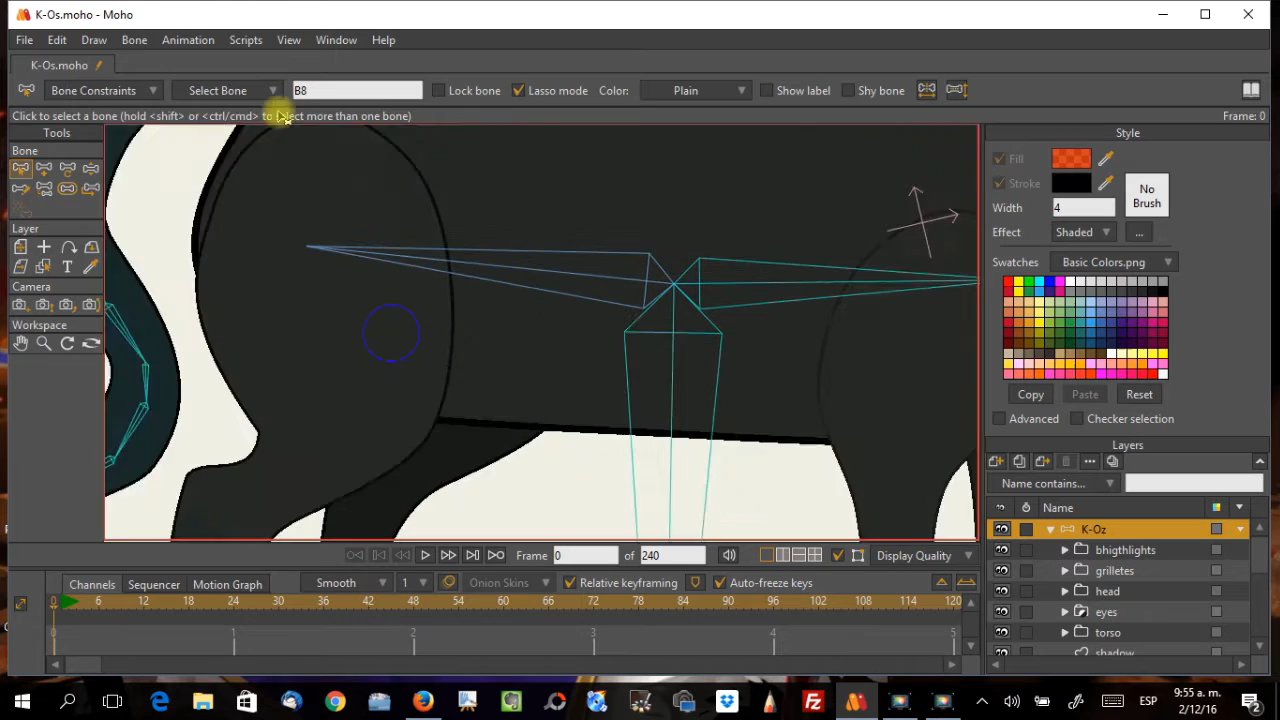 K-Os.moho - Moho
File Edit Draw Bone Animation Scripts View Window Help
K-Os.moho
Bone Constraints Select Bone B8 Lock bone Lasso mode Color: Plain Show label Shy bone
Click to select a bone (hold <shift> or <ctrl/cmd> to select more than one bone) Frame: 0
Tools
Bone
Layer
Camera
Workspace
Style
Fill
Stroke
No Brush
Width 4
Effect Shaded ...
Swatches Basic Colors.png
Copy Paste Reset
Advanced Checker selection
Layers
Name contains...
Name
K-Oz
bhigthlights
grilletes
head
eyes
torso
shadow
Frame 0 of 240 Display Quality
Channels Sequencer Motion Graph Smooth 1 Onion Skins Relative keyframing Auto-freeze keys
0 6 12 18 24 30 36 42 48 54 60 66 72 78 84 90 96 102 108 114 120
0 1 2 3 4 5
ESP
9:55 a. m.
2/12/16
2